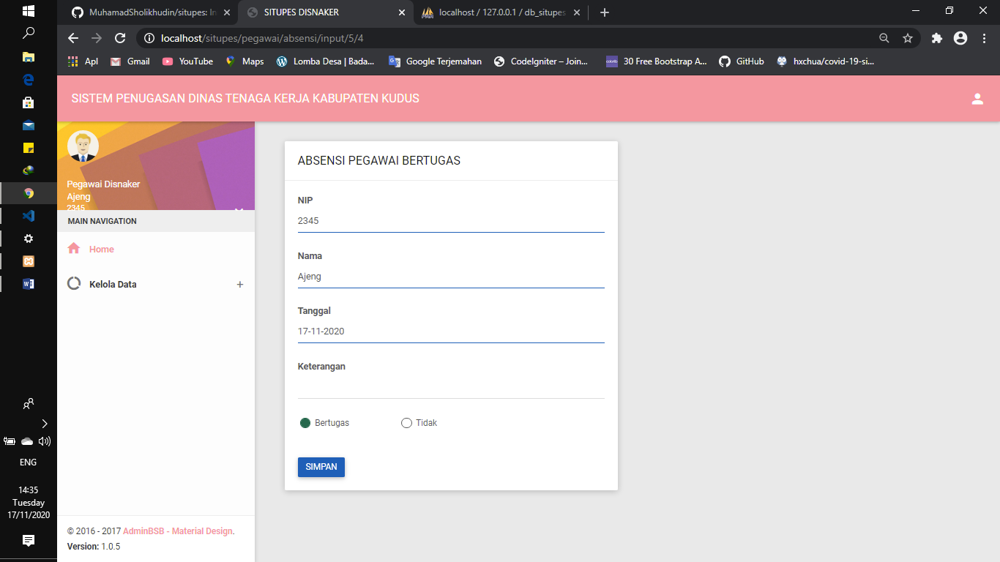 MuhamadSholikhudin/situpes: In
SITUPES DISNAKER
localhost / 127.0.0.1 / db_situpes
localhost/situpes/pegawai/absensi/input/5/4
Apl
Gmail
YouTube
Maps
Lomba Desa | Bada...
Google Terjemahan
CodeIgniter – Join...
30 Free Bootstrap A...
GitHub
hxchua/covid-19-si...
SISTEM PENUGASAN DINAS TENAGA KERJA KABUPATEN KUDUS
Pegawai Disnaker
Ajeng
2345
MAIN NAVIGATION
Home
Kelola Data
+
ABSENSI PEGAWAI BERTUGAS
NIP
2345
Nama
Ajeng
Tanggal
17-11-2020
Keterangan
Bertugas
Tidak
SIMPAN
© 2016 - 2017 AdminBSB - Material Design.
Version: 1.0.5
ENG
14:35
Tuesday
17/11/2020